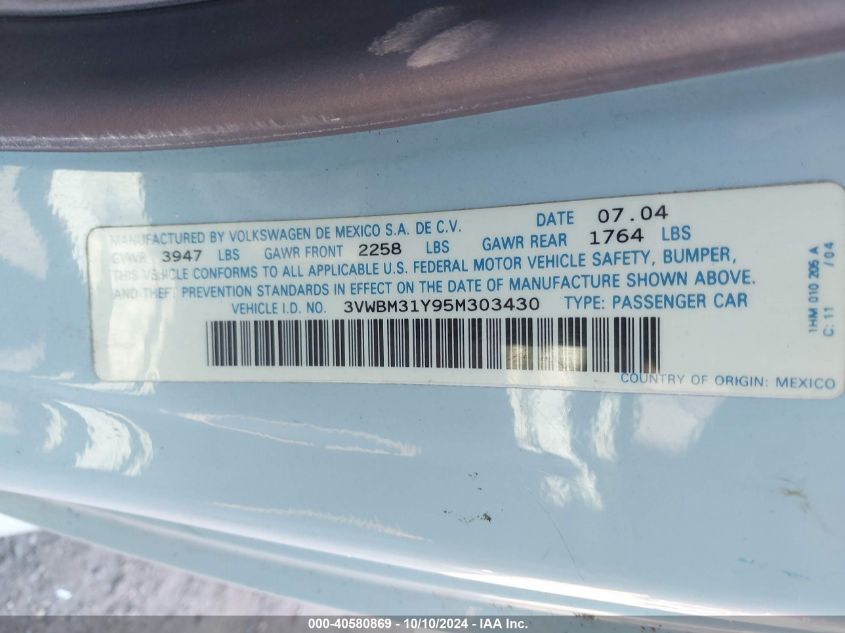 MANUFACTURED BY VOLKSWAGEN DE MEXICO S.A. DE C.V. DATE 07.04
GVWR 3947 LBS GAWR FRONT 2258 LBS GAWR REAR 1764 LBS
THIS VEHICLE CONFORMS TO ALL APPLICABLE U.S. FEDERAL MOTOR VEHICLE SAFETY, BUMPER,
AND THEFT PREVENTION STANDARDS IN EFFECT ON THE DATE OF MANUFACTURE SHOWN ABOVE.
VEHICLE I.D. NO. 3VWBM31Y95M303430 TYPE: PASSENGER CAR
COUNTRY OF ORIGIN: MEXICO
1HM 010 205 A
C: 11 / 04
000-40580869 - 10/10/2024 - IAA Inc.